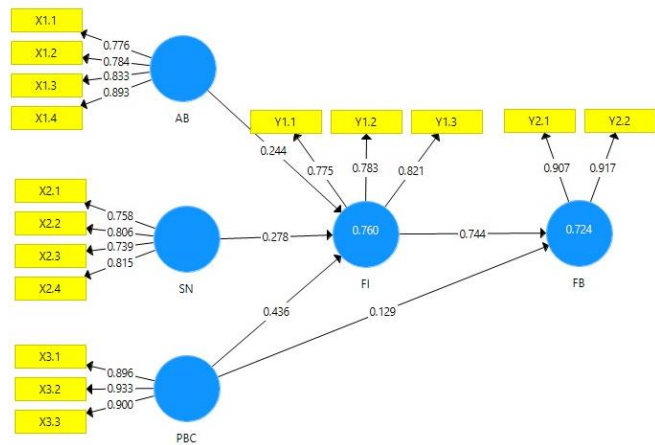 X1.1
X1.2
X1.3
X1.4
0.776
0.784
0.833
0.893
AB
0.244
Y1.1
Y1.2
Y1.3
0.775
0.783
0.821
Y2.1
Y2.2
0.907
0.917
X2.1
X2.2
X2.3
X2.4
0.758
0.806
0.739
0.815
SN
0.278
0.760
FI
0.744
0.724
FB
0.436
0.129
X3.1
X3.2
X3.3
0.896
0.933
0.900
PBC